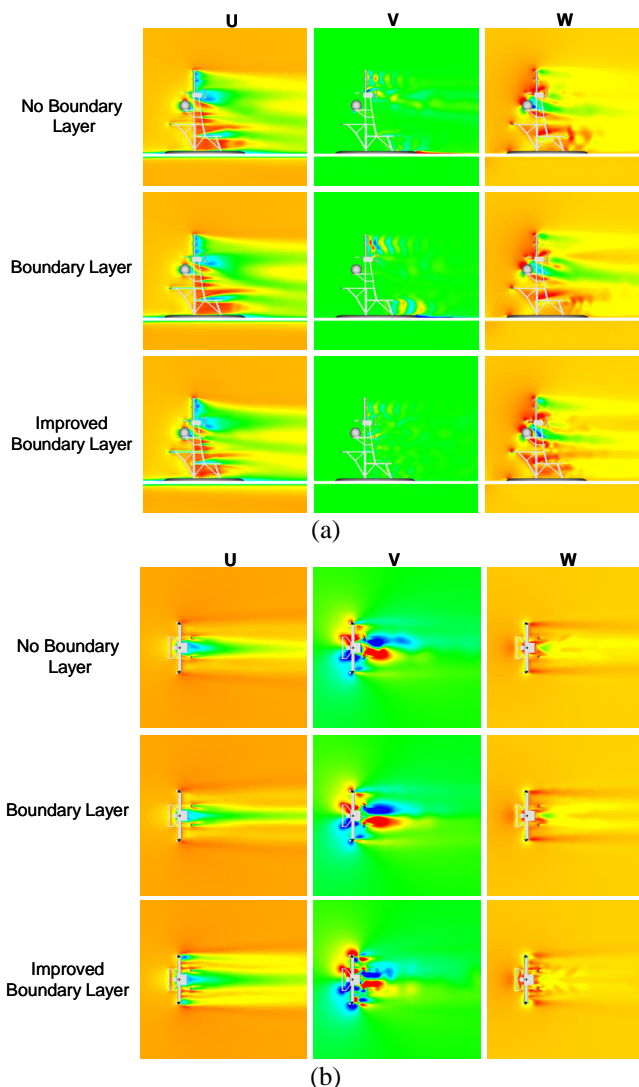 U V W
No Boundary
Layer
Boundary Layer
Improved
Boundary Layer
(a)
U V W
No Boundary
Layer
Boundary Layer
Improved
Boundary Layer
(b)